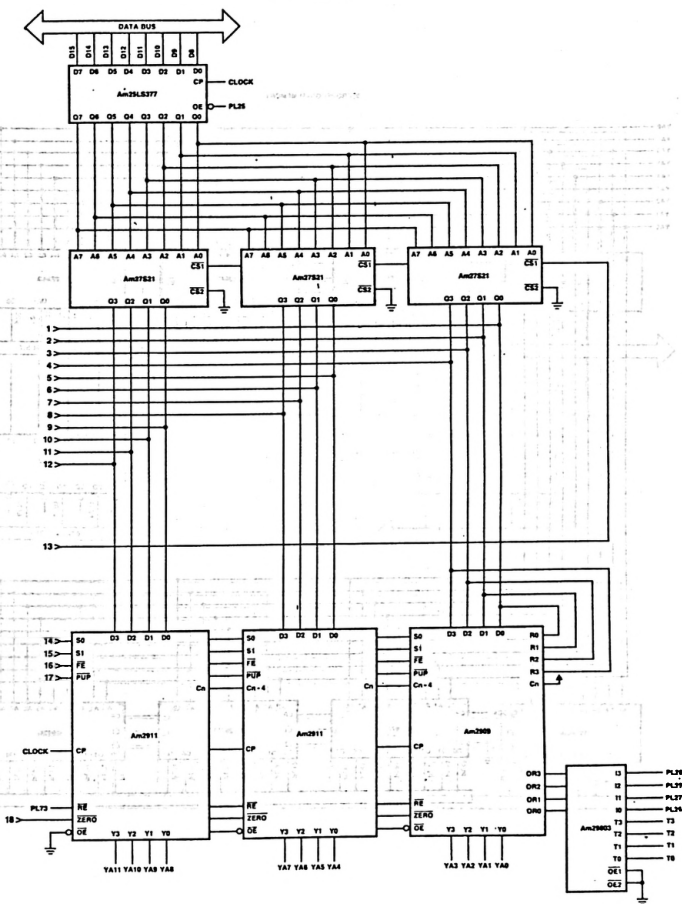 DATA BUS
D15 D14 D13 D12 D11 D10 D9 D8
D7 D6 D5 D4 D3 D2 D1 D0
CP CLOCK
Am25LS377
OE PL25
Q7 Q6 Q5 Q4 Q3 Q2 Q1 Q0
A7 A6 A5 A4 A3 A2 A1 A0
CS1
Am27S21
CS2
Q3 Q2 Q1 Q0
A7 A6 A5 A4 A3 A2 A1 A0
CS1
Am27S21
CS2
Q3 Q2 Q1 Q0
A7 A6 A5 A4 A3 A2 A1 A0
CS1
Am27S21
CS2
Q3 Q2 Q1 Q0
1
2
3
4
5
6
7
8
9
10
11
12
13
14
15
16
17
D3 D2 D1 D0
S0
S1
FE
PUP
Cn
Am2911
CLOCK CP
PL73 RE
18 ZERO
OE
Y3 Y2 Y1 Y0
YA11 YA10 YA9 YA8
D3 D2 D1 D0
S0
S1
FE
PUP
Cn-4 Cn
Am2911
CP
RE
ZERO
OE
Y3 Y2 Y1 Y0
YA7 YA6 YA5 YA4
D3 D2 D1 D0
S0 R0
S1 R1
FE R2
PUP R3
Cn-4 Cn
Am2909
CP
OR3
OR2
OR1
OR0
RE
ZERO
OE
Y3 Y2 Y1 Y0
YA3 YA2 YA1 YA0
I3
I2
I1 PL27
I0
Am29803
T3 T3
T2 T2
T1 T1
T0 T0
OE1
OE2